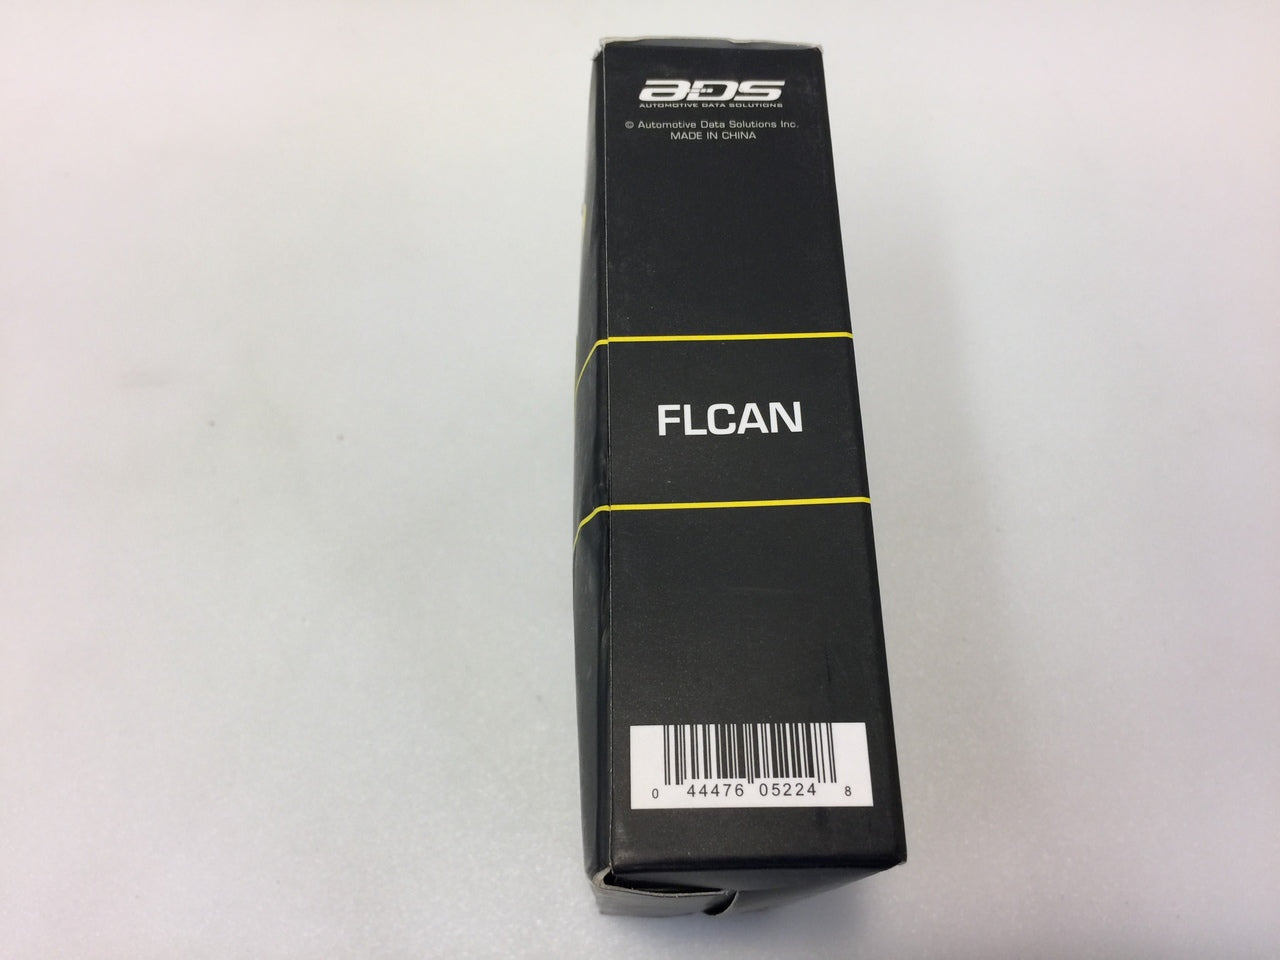 ADS
AUTOMOTIVE DATA SOLUTIONS
© Automotive Data Solutions Inc.
MADE IN CHINA
FLCAN
0 44476 05224 8